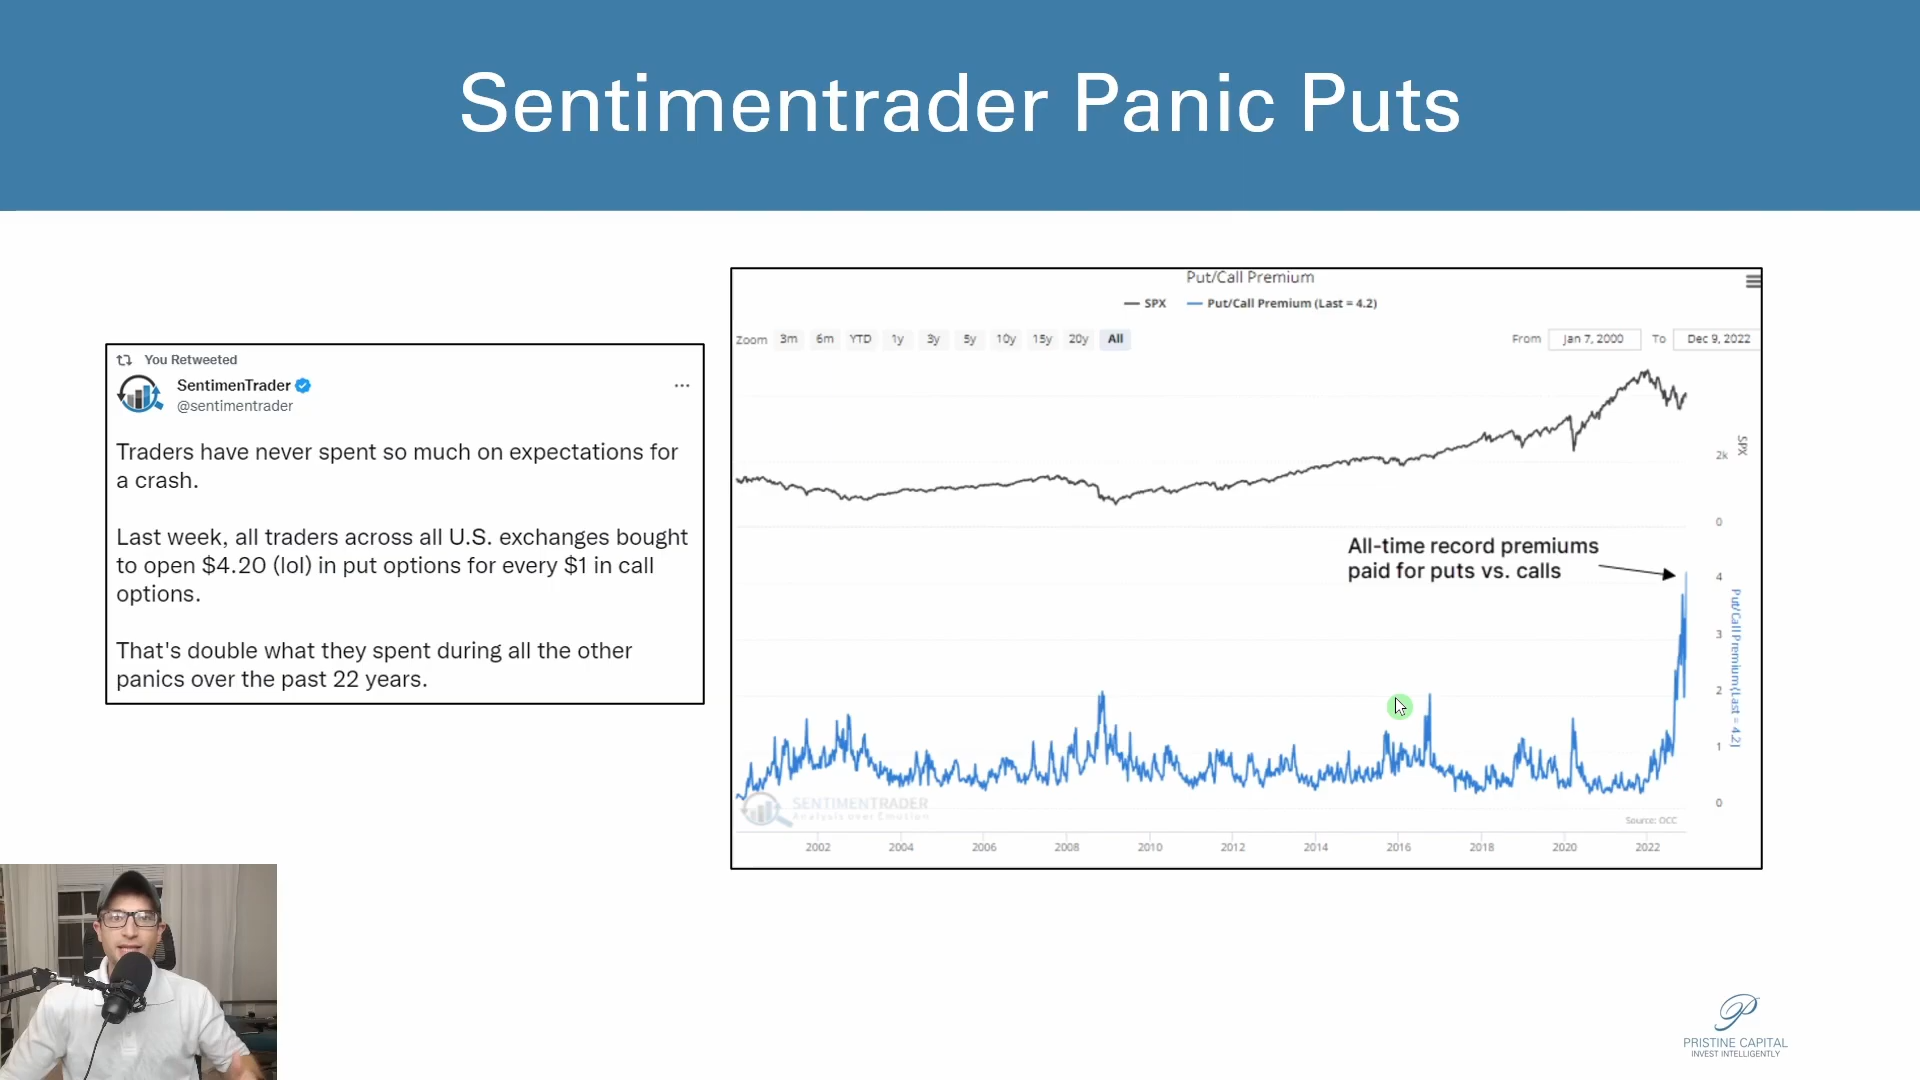 Sentimentrader Panic Puts
You Retweeted
SentimenTrader
@sentimentrader
Traders have never spent so much on expectations for
a crash.
Last week, all traders across all U.S. exchanges bought
to open $4.20 (lol) in put options for every $1 in call
options.
That's double what they spent during all the other
panics over the past 22 years.
Put/Call Premium
SPX Put/Call Premium (Last = 4.2)
Zoom 3m 6m YTD 1y 3y 5y 10y 15y 20y All From Jan 7, 2000 To Dec 9, 2022
2k
SPX
0
All-time record premiums
paid for puts vs. calls
4
3
2
1
0
Put/Call Premium (Last = 4.2)
SENTIMENTRADER
Analysis over Emotion
Source: OCC
2002 2004 2006 2008 2010 2012 2014 2016 2018 2020 2022
PRISTINE CAPITAL
INVEST INTELLIGENTLY